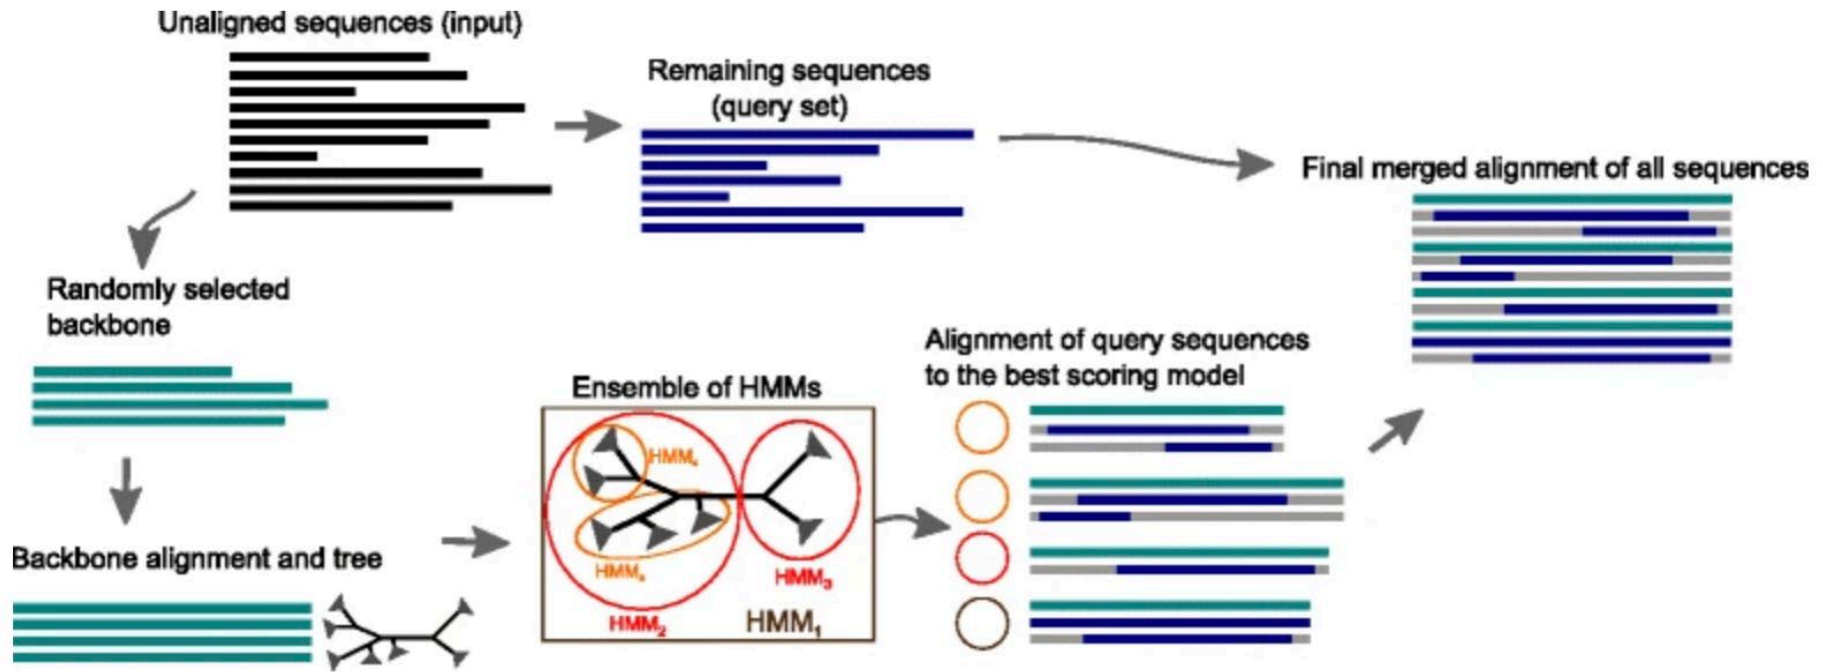 Unaligned sequences (input)
Remaining sequences
(query set)
Final merged alignment of all sequences
Randomly selected
backbone
Backbone alignment and tree
Ensemble of HMMs
HMM
HMM
HMM₂
HMM₃
HMM₁
Alignment of query sequences
to the best scoring model